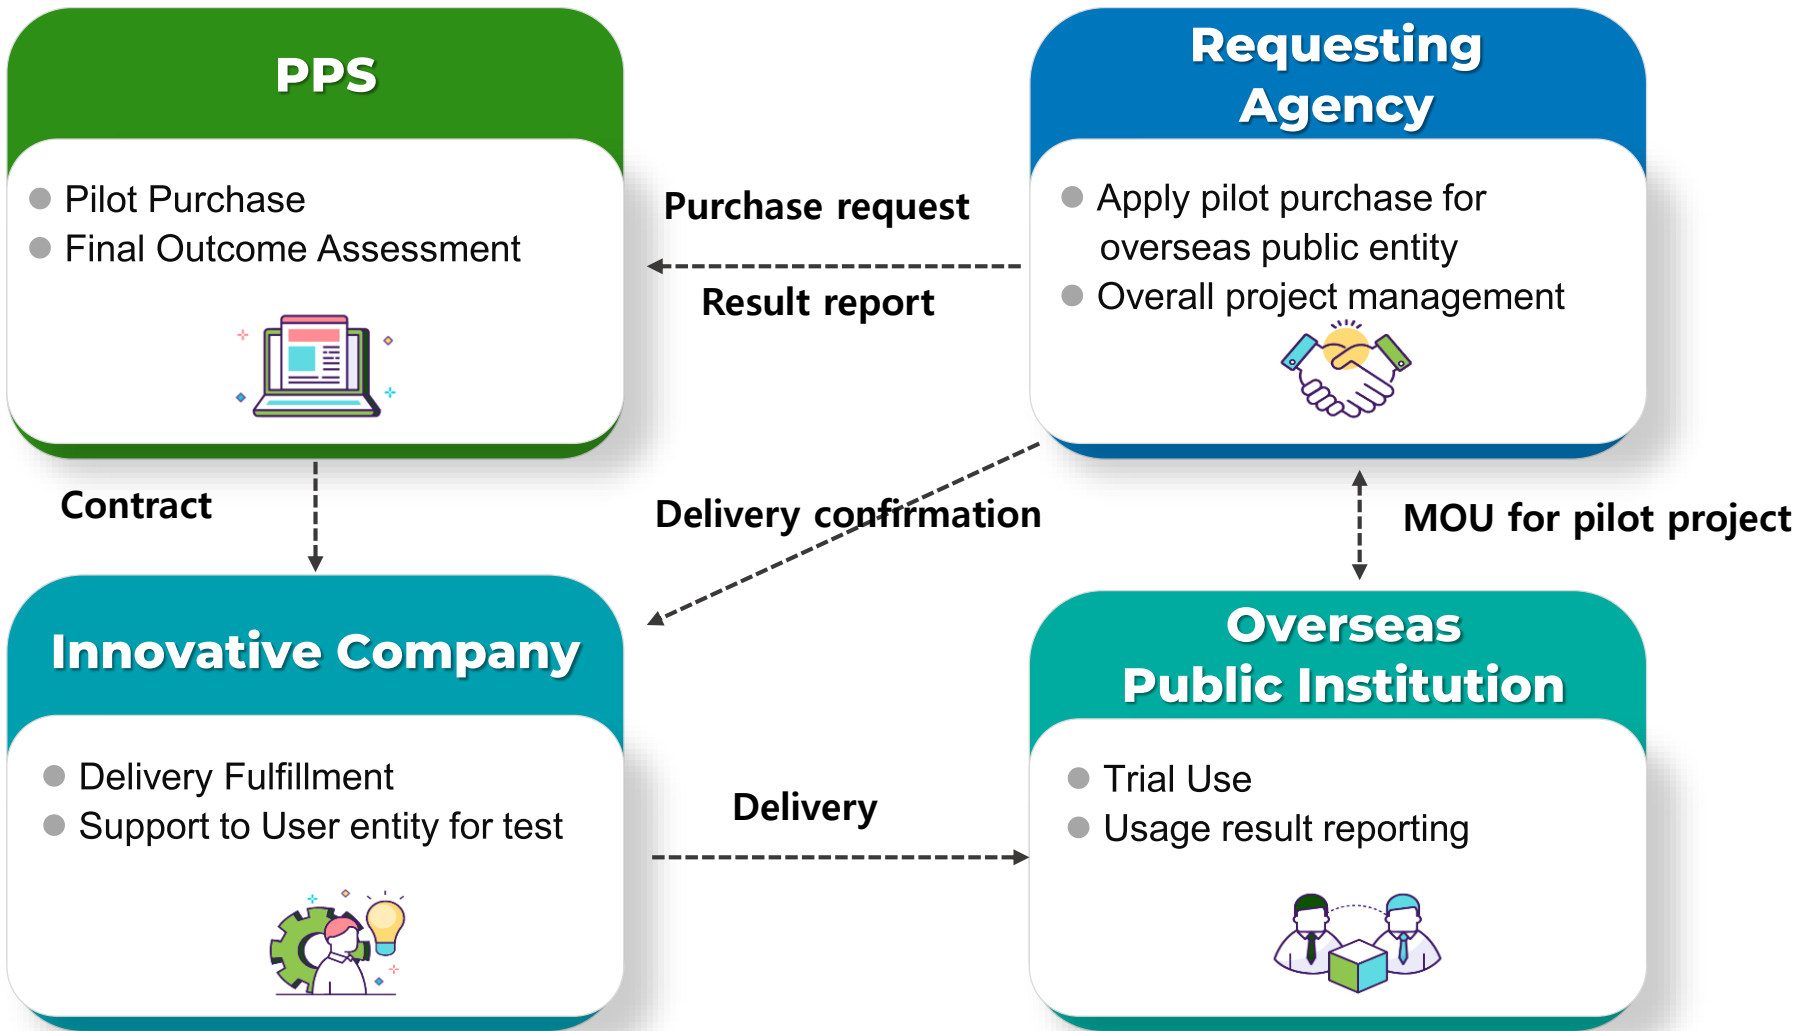 PPS
Pilot Purchase
Final Outcome Assessment
Purchase request
Result report
Requesting
Agency
Apply pilot purchase for
overseas public entity
Overall project management
Contract
Delivery confirmation
MOU for pilot project
Innovative Company
Delivery Fulfillment
Support to User entity for test
Delivery
Overseas
Public Institution
Trial Use
Usage result reporting